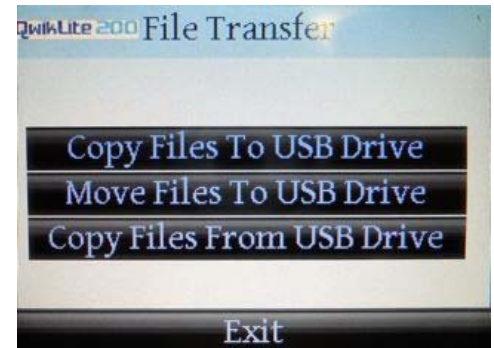 QwikLite 200 File Transfer
Copy Files To USB Drive
Move Files To USB Drive
Copy Files From USB Drive
Exit